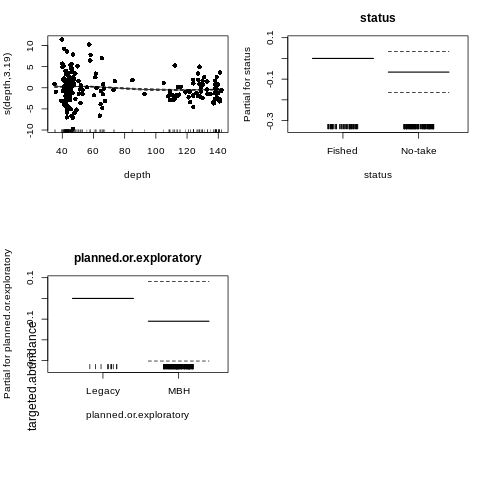 s(depth,3.19)
10
5
0
-5
-10
40
60
80
100
120
140
depth
status
Partial for status
0.1
-0.1
-0.3
Fished
No-take
status
planned.or.exploratory
Partial for planned.or.exploratory
targeted.abundance
0.1
Legacy
MBH
planned.or.exploratory